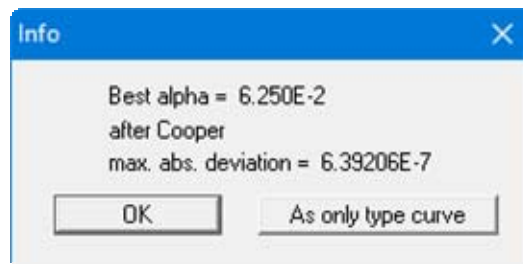 Info
Best alpha = 6.250E-2
after Cooper
max. abs. deviation = 6.39206E-7
OK As only type curve